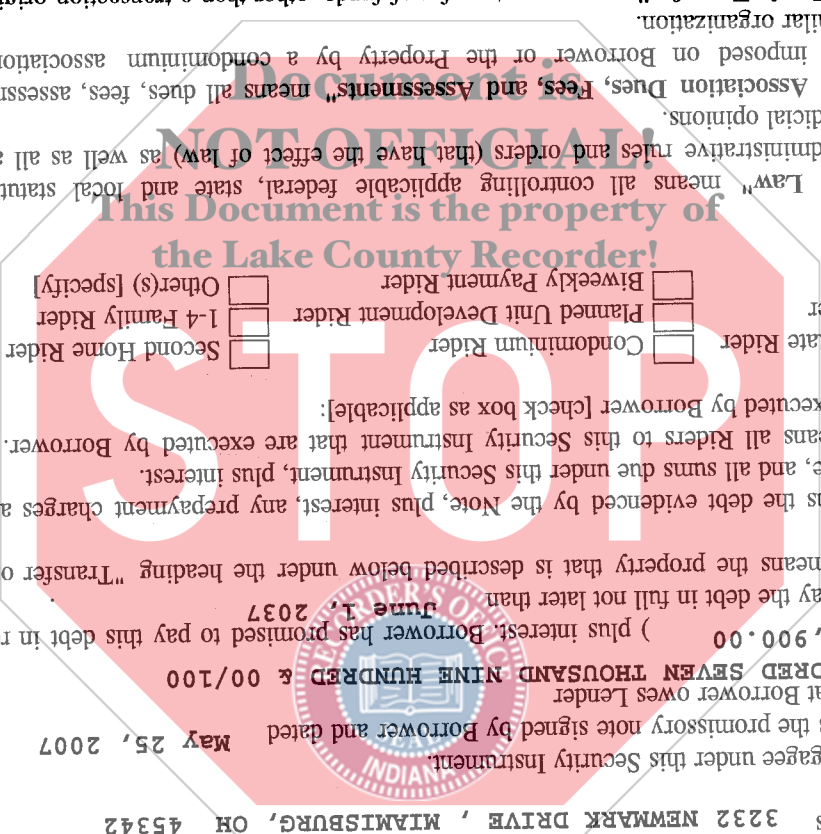 s 3232 NEWMARK DRIVE , MIAMISBURG, OH 45342
gagee under this Security Instrument.
s the promissory note signed by Borrower and dated May 25, 2007
at Borrower owes Lender
DRED SEVEN THOUSAND NINE HUNDRED & 00/100
,900.00 ) plus interest. Borrower has promised to pay this debt in r
ay the debt in full not later than June 1, 2037 .
means the property that is described below under the heading "Transfer o
ns the debt evidenced by the Note, plus interest, any prepayment charges a
e, and all sums due under this Security Instrument, plus interest.
eans all Riders to this Security Instrument that are executed by Borrower.
executed by Borrower [check box as applicable]:
ate Rider Condominium Rider Second Home Rider
er Planned Unit Development Rider 1-4 Family Rider
Biweekly Payment Rider Other(s) [specify]
Law" means all controlling applicable federal, state and local statut
dministrative rules and orders (that have the effect of law) as well as all a
dicial opinions.
Association Dues, Fees, and Assessments" means all dues, fees, assessm
imposed on Borrower or the Property by a condominium association
ilar organization.
Document is
NOT OFFICIAL!
This Document is the property of
the Lake County Recorder!
STOP
RECORDER'S OFFICE
SEAL
INDIANA